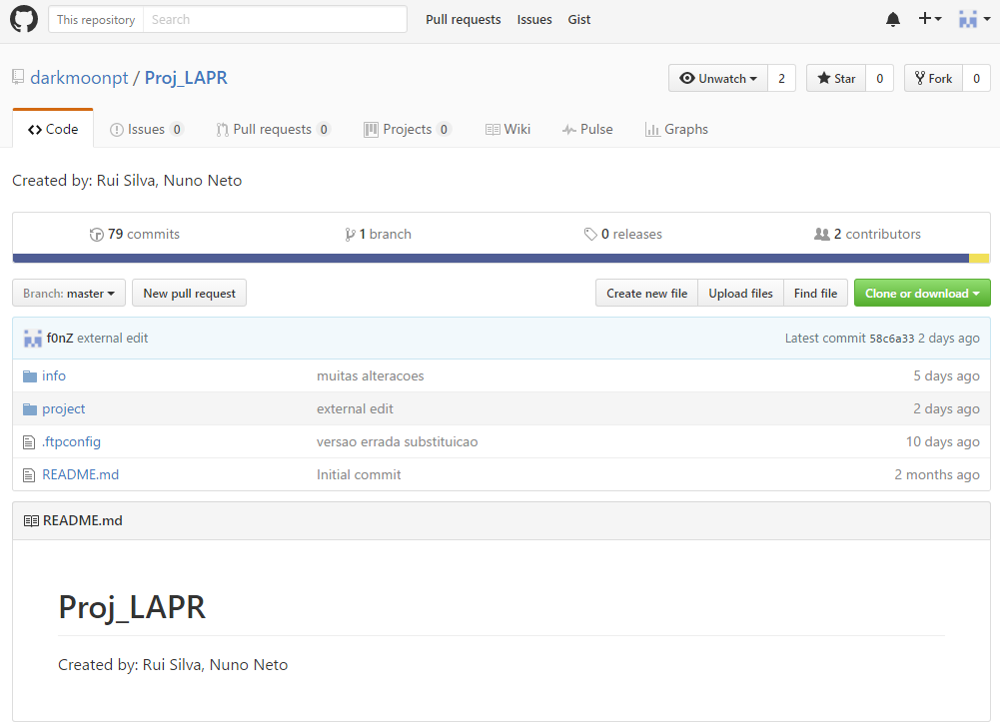 This repository Search Pull requests Issues Gist
darkmoonpt / Proj_LAPR Unwatch 2 Star 0 Fork 0
Code Issues 0 Pull requests 0 Projects 0 Wiki Pulse Graphs
Created by: Rui Silva, Nuno Neto
79 commits 1 branch 0 releases 2 contributors
Branch: master New pull request Create new file Upload files Find file Clone or download
f0nZ external edit Latest commit 58c6a33 2 days ago
info muitas alteracoes 5 days ago
project external edit 2 days ago
.ftpconfig versao errada substituicao 10 days ago
README.md Initial commit 2 months ago
README.md
Proj_LAPR
Created by: Rui Silva, Nuno Neto